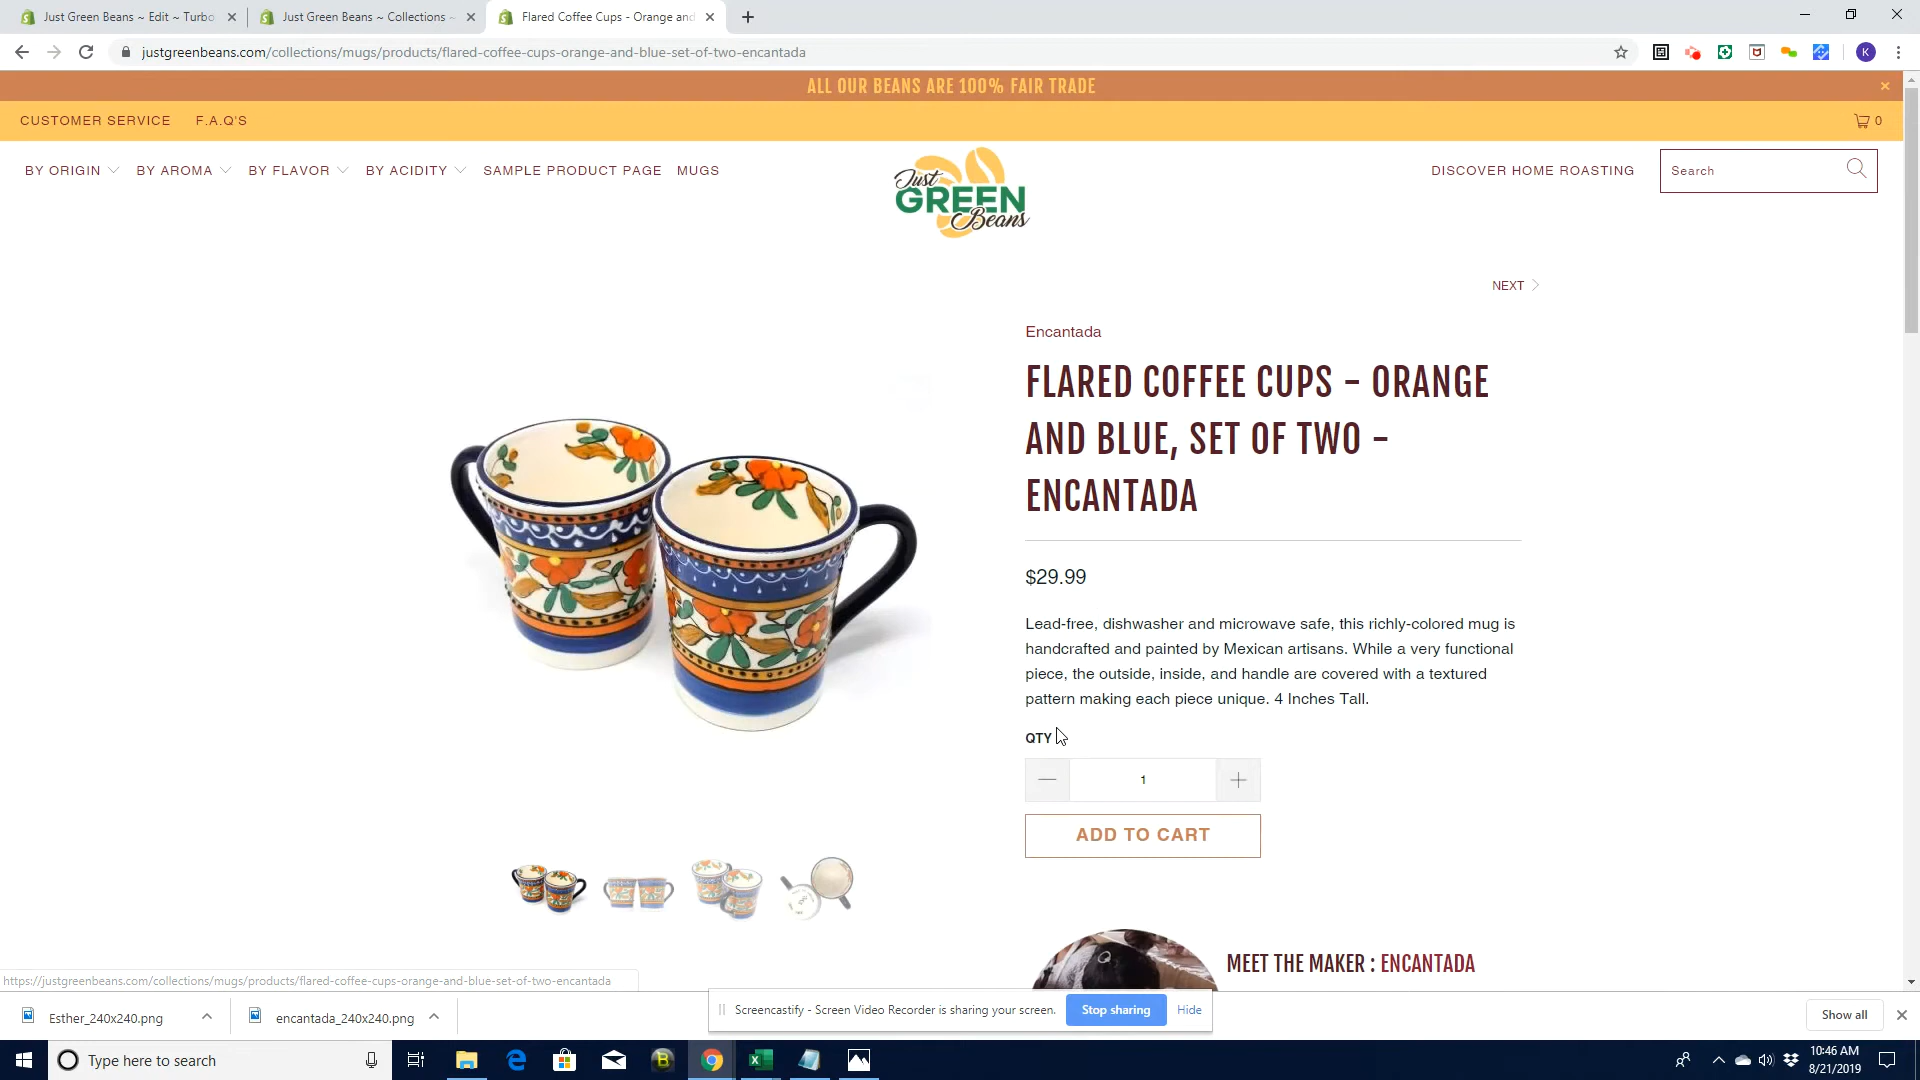 Just Green Beans ~ Edit ~ Turbo
Just Green Beans ~ Collections ~
Flared Coffee Cups - Orange and
justgreenbeans.com/collections/mugs/products/flared-coffee-cups-orange-and-blue-set-of-two-encantada
K
ALL OUR BEANS ARE 100% FAIR TRADE
CUSTOMER SERVICE F.A.Q'S
0
BY ORIGIN BY AROMA BY FLAVOR BY ACIDITY SAMPLE PRODUCT PAGE MUGS
Just
GREEN
Beans
DISCOVER HOME ROASTING
Search
NEXT
Encantada
FLARED COFFEE CUPS - ORANGE
AND BLUE, SET OF TWO -
ENCANTADA
$29.99
Lead-free, dishwasher and microwave safe, this richly-colored mug is
handcrafted and painted by Mexican artisans. While a very functional
piece, the outside, inside, and handle are covered with a textured
pattern making each piece unique. 4 Inches Tall.
QTY
1
ADD TO CART
MEET THE MAKER : ENCANTADA
https://justgreenbeans.com/collections/mugs/products/flared-coffee-cups-orange-and-blue-set-of-two-encantada
Esther_240x240.png
encantada_240x240.png
Screencastify - Screen Video Recorder is sharing your screen.
Stop sharing
Hide
Show all
Type here to search
10:46 AM
8/21/2019